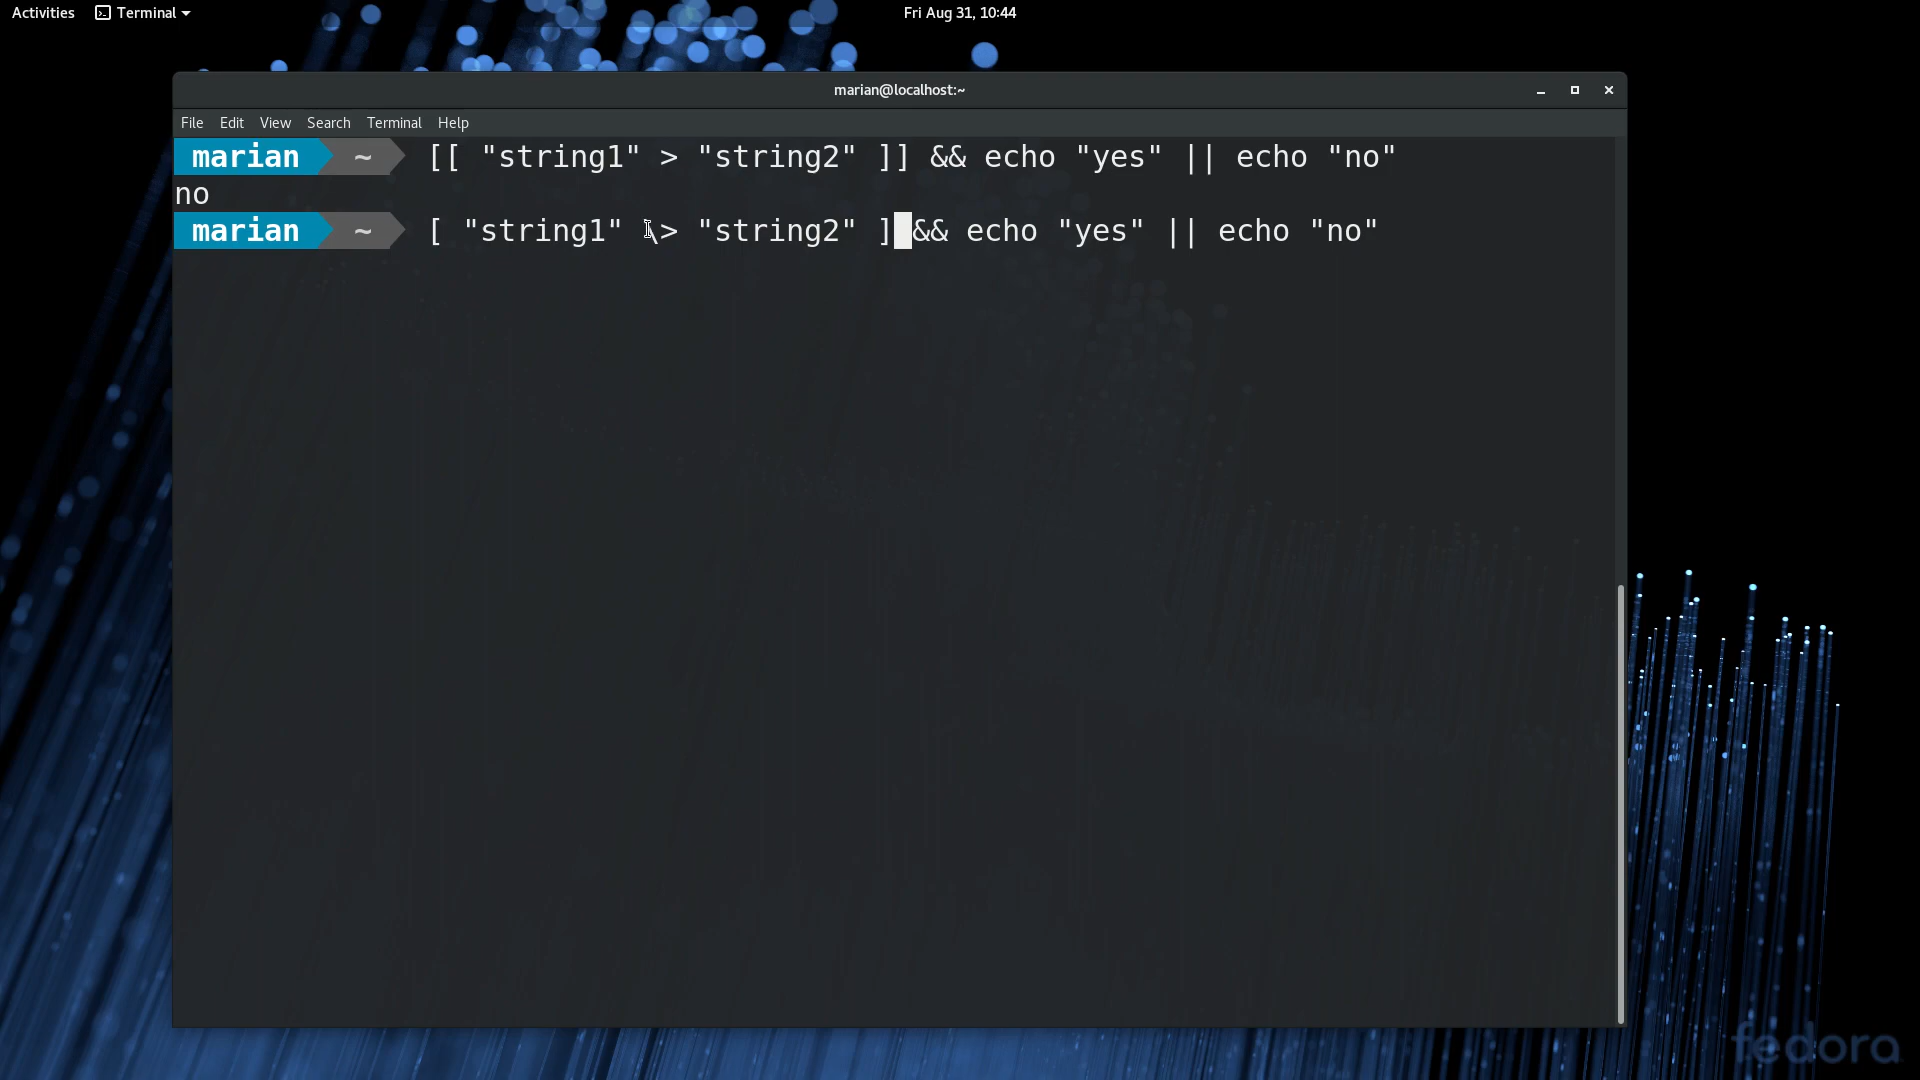 Activities Terminal Fri Aug 31, 10:44
marian@localhost:~
File Edit View Search Terminal Help
marian ~ [[ "string1" > "string2" ]] && echo "yes" || echo "no"
no
marian ~ [ "string1" \> "string2" ] && echo "yes" || echo "no"
fedora